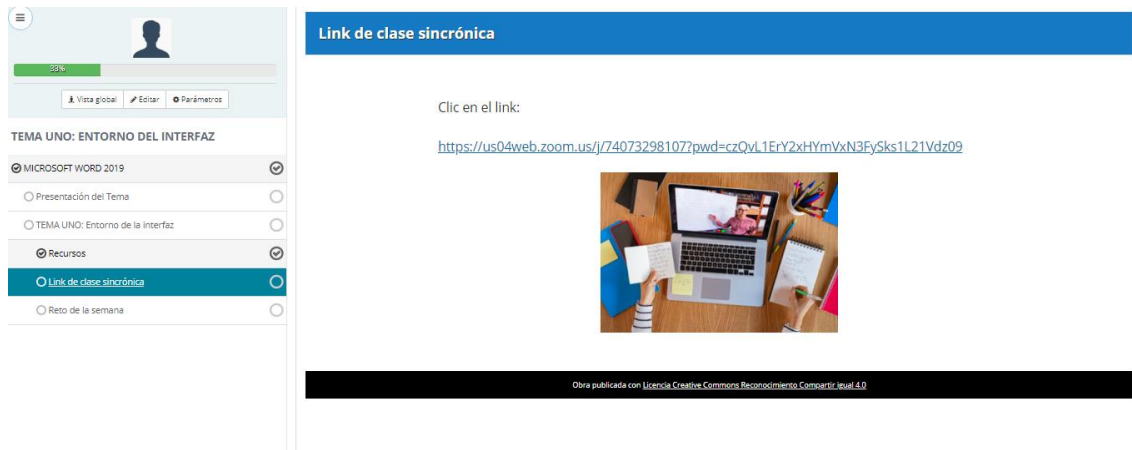 33%
Vista global
Editar
Parámetros
TEMA UNO: ENTORNO DEL INTERFAZ
MICROSOFT WORD 2019
Presentación del Tema
TEMA UNO: Entorno de la interfaz
Recursos
Link de clase sincrónica
Reto de la semana
Link de clase sincrónica
Clic en el link:
https://us04web.zoom.us/j/74073298107?pwd=czQvL1ErY2xHYmVxN3FySks1L21Vdz09
Obra publicada con Licencia Creative Commons Reconocimiento Compartir igual 4.0